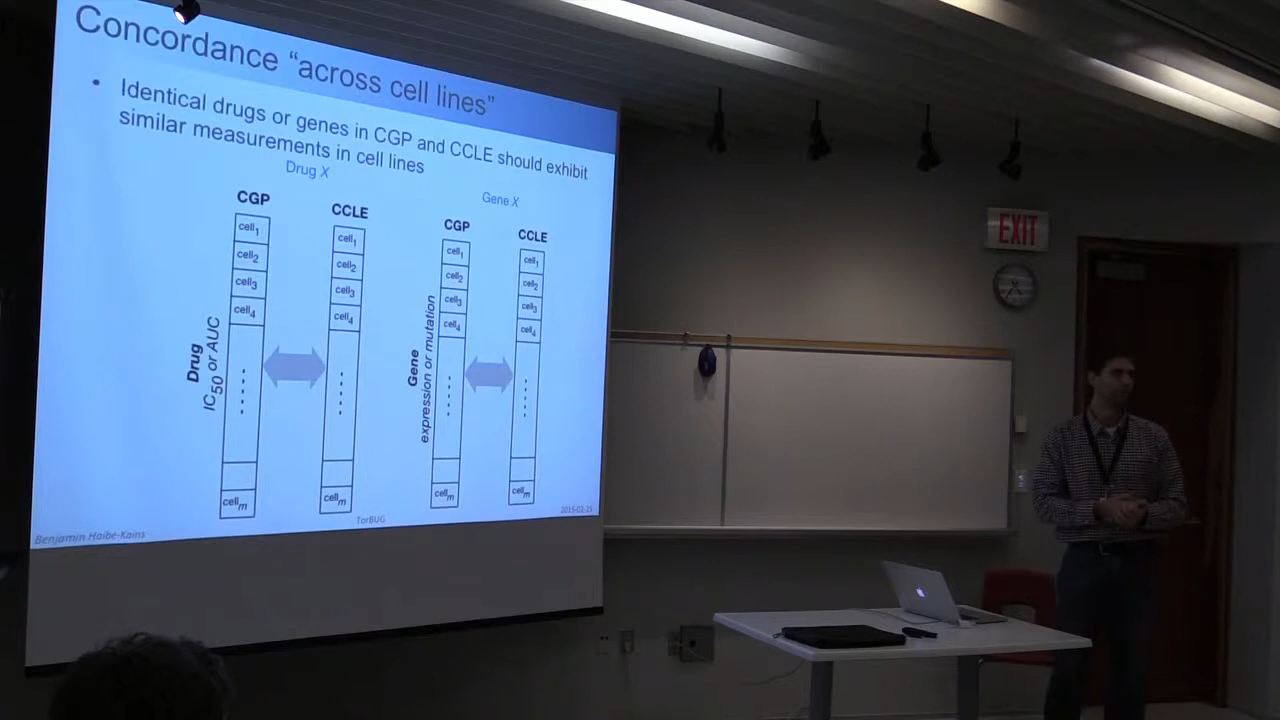 Concordance “across cell lines”
• Identical drugs or genes in CGP and CCLE should exhibit
similar measurements in cell lines
Drug X
Gene X
CGP
CCLE
CGP
CCLE
cell1
cell2
cell3
cell4
cellm
cell1
cell2
cell3
cell4
cellm
cell1
cell2
cell3
cell4
cellm
cell1
cell2
cell3
cell4
cellm
Drug
IC50 or AUC
Gene
expression or mutation
Benjamin Haibe-Kains
TorBUG
EXIT